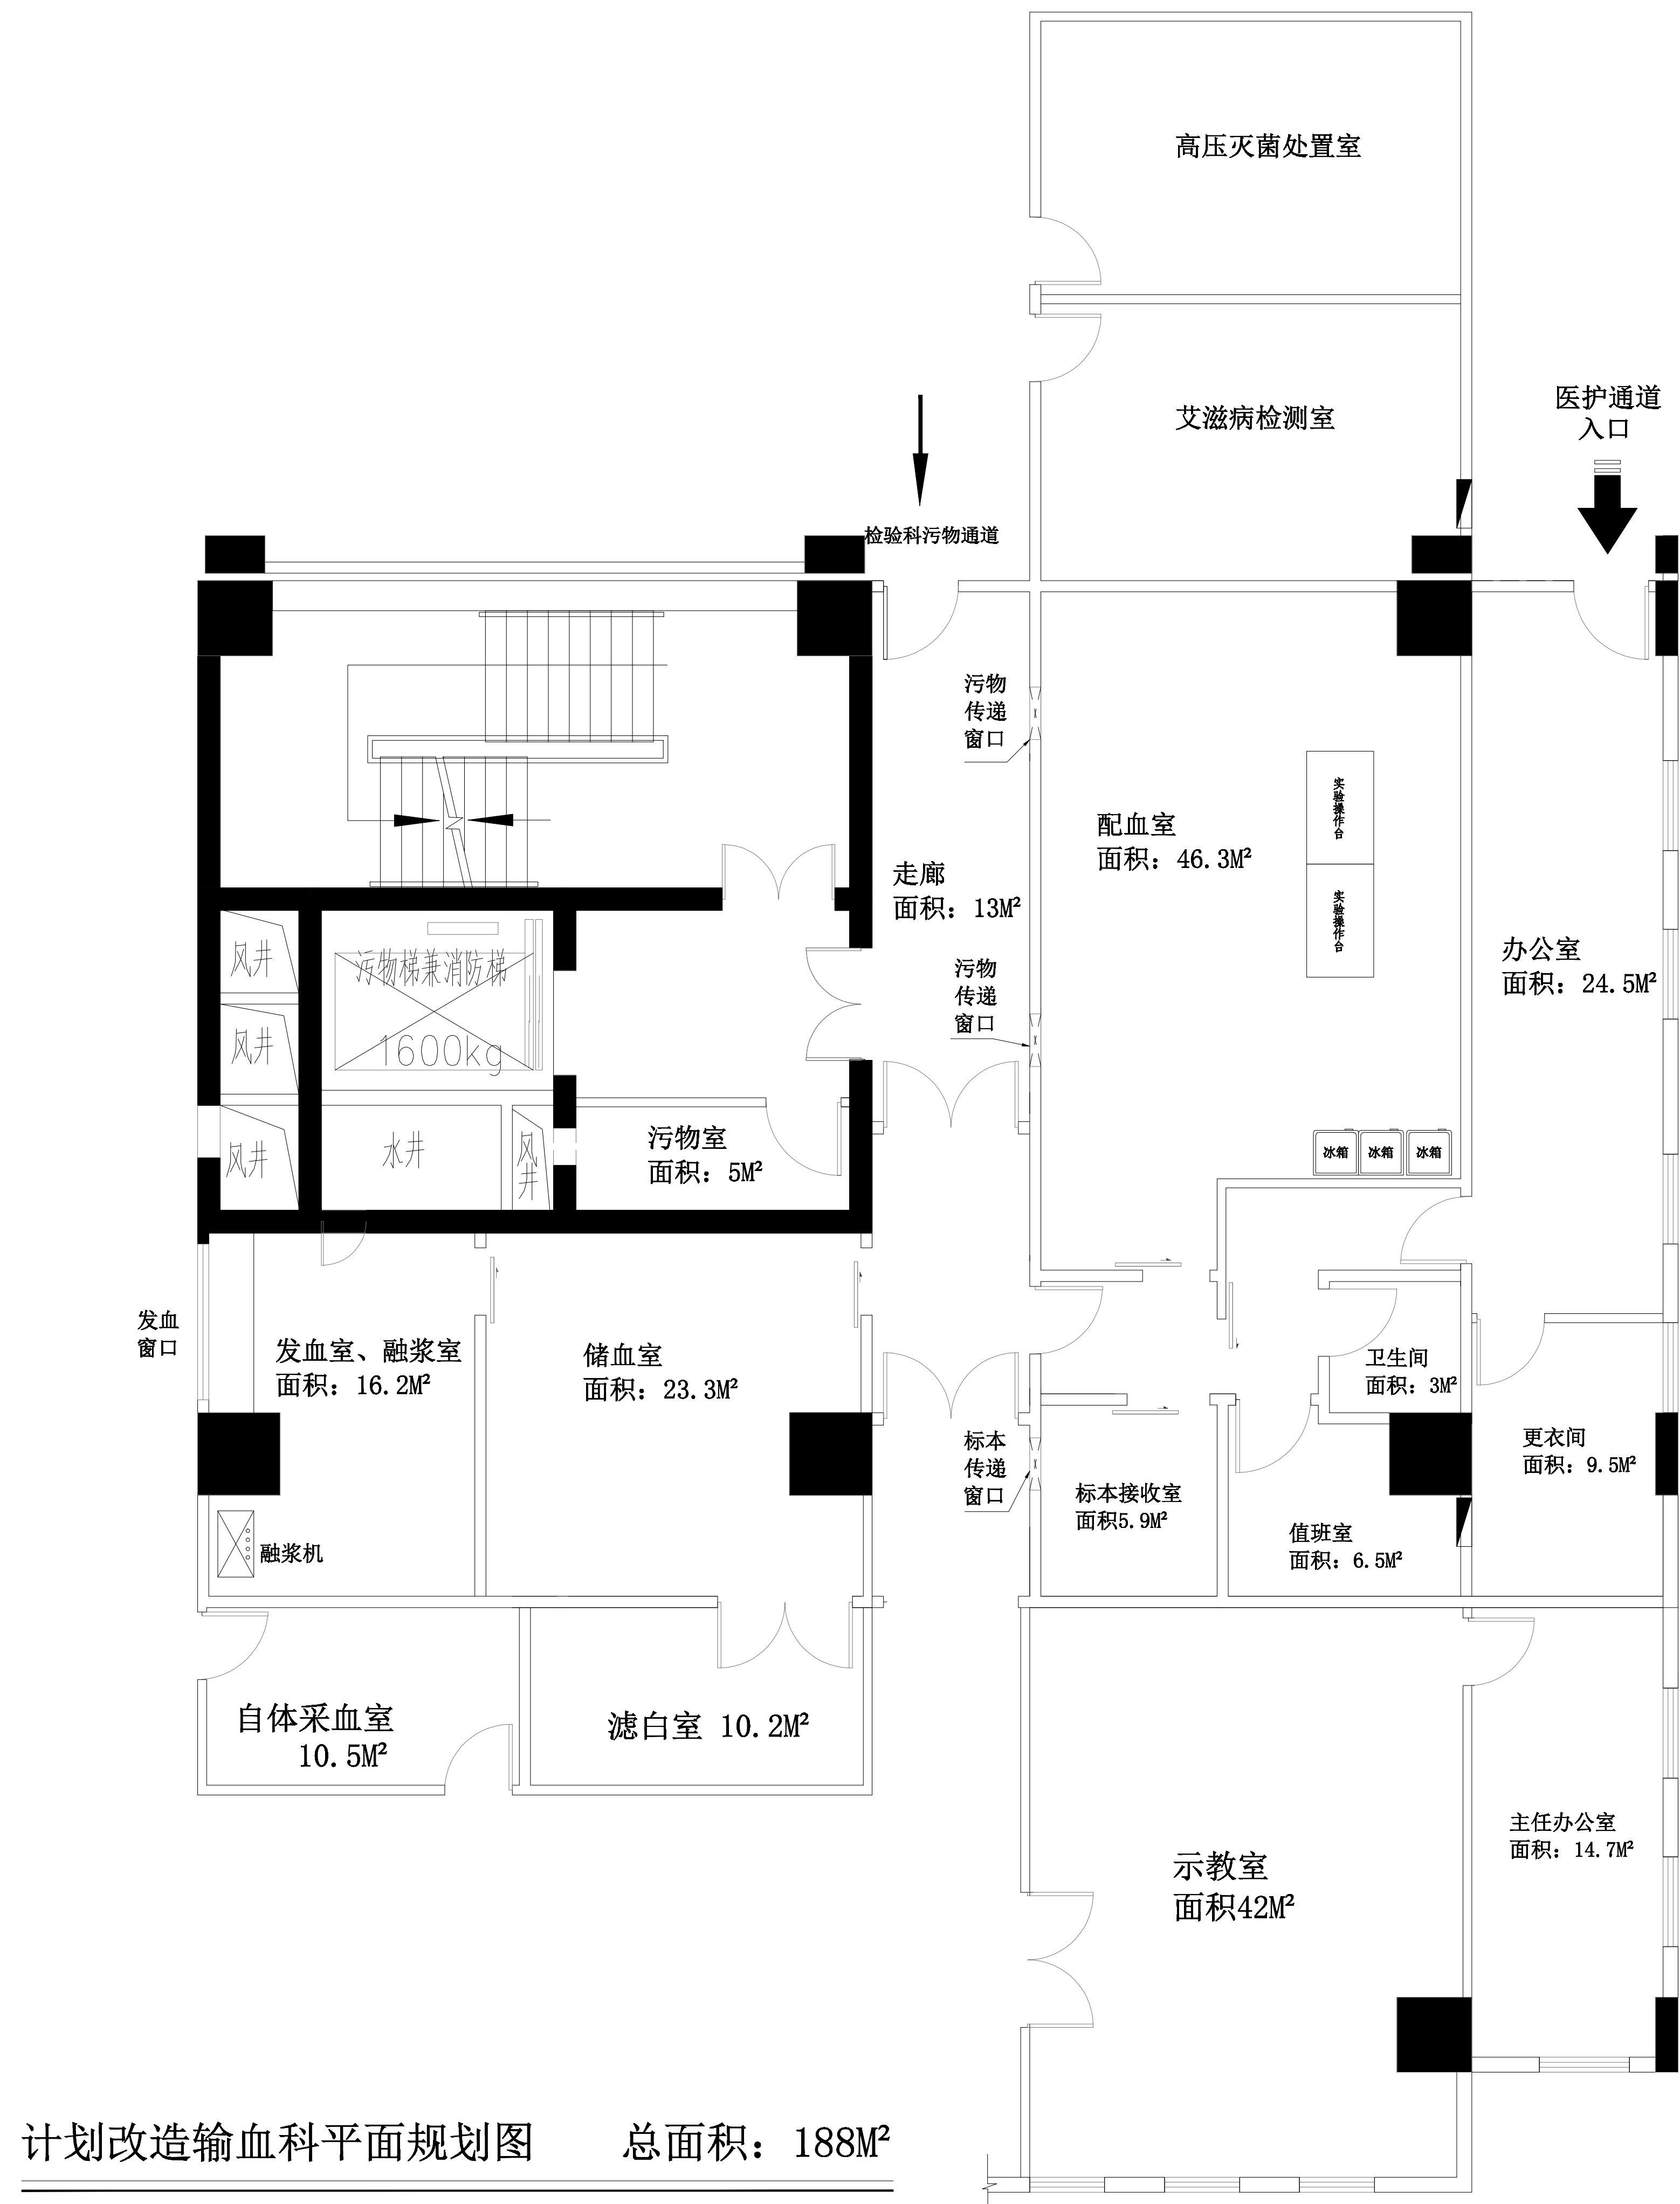 高压灭菌处置室
艾滋病检测室
医护通道
入口
检验科污物通道
污物
传递
窗口
实验操作台
配血室
面积：46.3M²
走廊
面积：13M²
实验操作台
办公室
面积：24.5M²
风井
污物梯兼消防梯
污物
传递
窗口
风井
1600kg
污物室
面积：5M²
水井
风井
风井
冰箱
冰箱
冰箱
发血
窗口
发血室、融浆室
面积：16.2M²
储血室
面积：23.3M²
卫生间
面积：3M²
标本
传递
窗口
更衣间
面积：9.5M²
标本接收室
面积5.9M²
值班室
面积：6.5M²
融浆机
自体采血室
10.5M²
滤白室 10.2M²
主任办公室
面积：14.7M²
示教室
面积42M²
计划改造输血科平面规划图 总面积：188M²